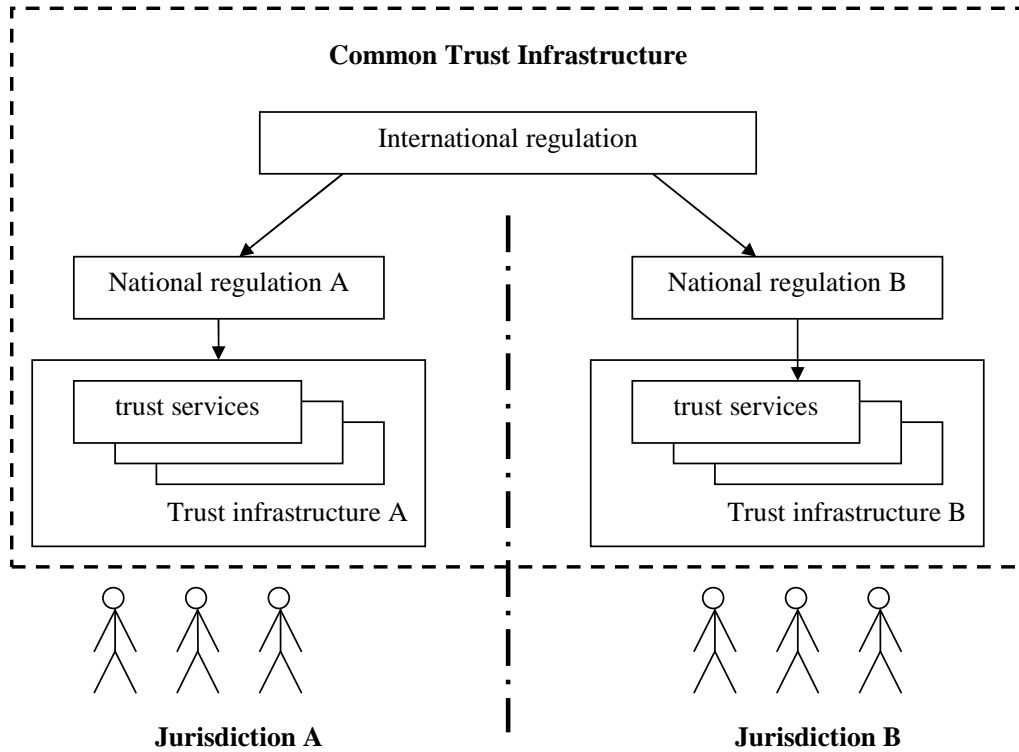 Common Trust Infrastructure
International regulation
National regulation A
National regulation B
trust services
trust services
Trust infrastructure A
Trust infrastructure B
Jurisdiction A
Jurisdiction B